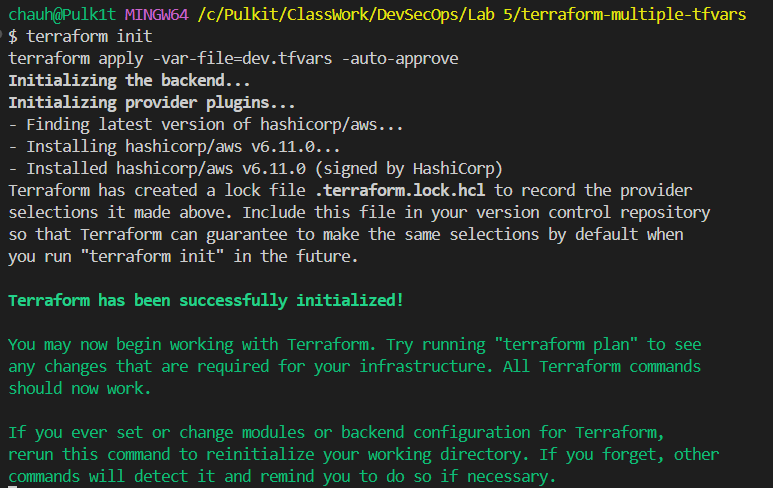 chauh@Pulk1t MINGW64 /c/Pulkit/ClassWork/DevSecOps/Lab 5/terraform-multiple-tfvars
$ terraform init
terraform apply -var-file=dev.tfvars -auto-approve
Initializing the backend...
Initializing provider plugins...
- Finding latest version of hashicorp/aws...
- Installing hashicorp/aws v6.11.0...
- Installed hashicorp/aws v6.11.0 (signed by HashiCorp)
Terraform has created a lock file .terraform.lock.hcl to record the provider
selections it made above. Include this file in your version control repository
so that Terraform can guarantee to make the same selections by default when
you run "terraform init" in the future.
Terraform has been successfully initialized!
You may now begin working with Terraform. Try running "terraform plan" to see
any changes that are required for your infrastructure. All Terraform commands
should now work.
If you ever set or change modules or backend configuration for Terraform,
rerun this command to reinitialize your working directory. If you forget, other
commands will detect it and remind you to do so if necessary.